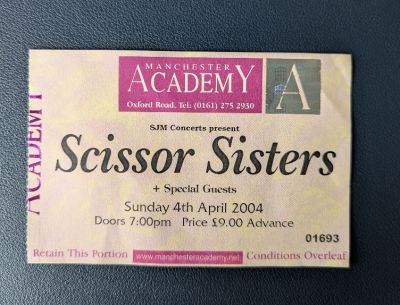 MANCHESTER
ACADEMY
Oxford Road, Tel: (0161) 275 2930
A
ACADEMY
SJM Concerts present
Scissor Sisters
+ Special Guests
Sunday 4th April 2004
Doors 7:00pm Price £9.00 Advance
01693
Retain This Portion www.manchesteracademy.net Conditions Overleaf